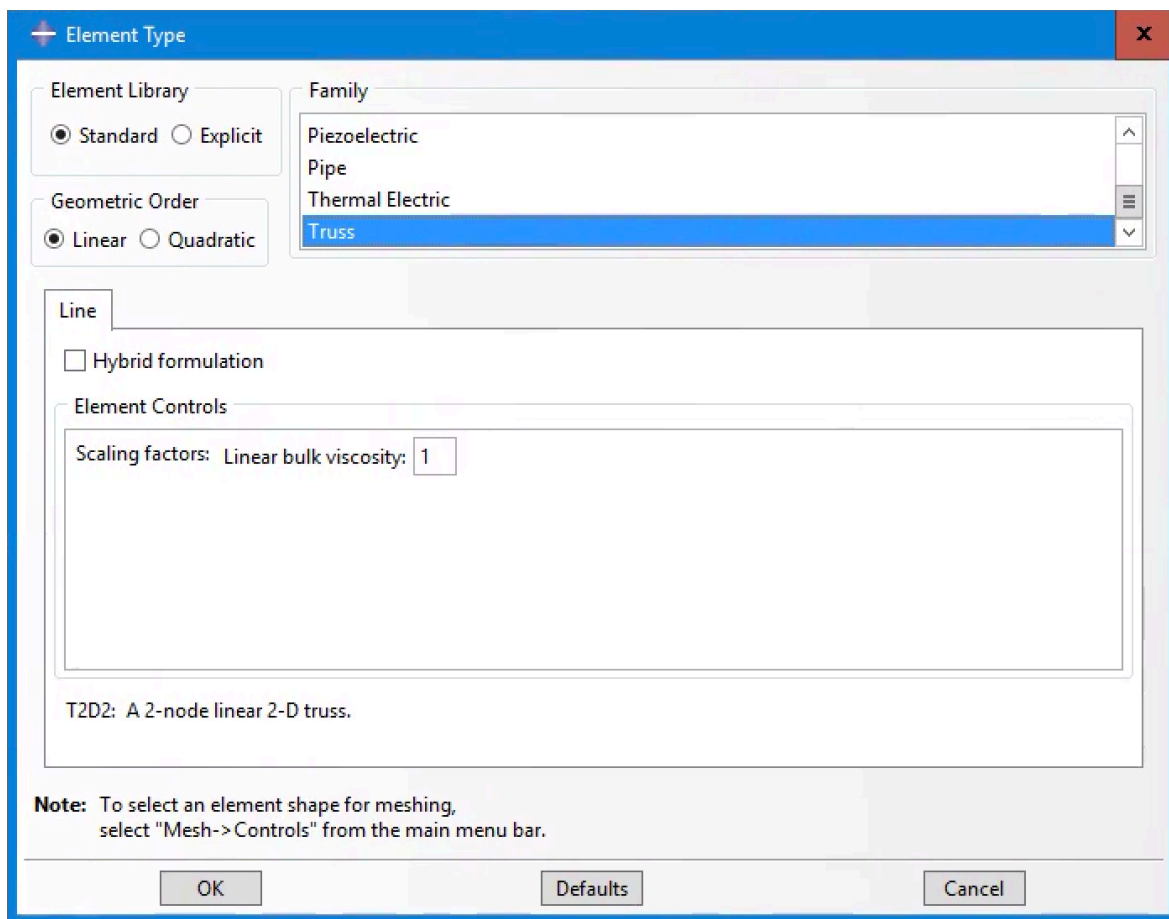 Element Type
Element Library
Standard Explicit
Family
Piezoelectric
Pipe
Thermal Electric
Truss
Geometric Order
Linear Quadratic
Line
Hybrid formulation
Element Controls
Scaling factors: Linear bulk viscosity: 1
T2D2: A 2-node linear 2-D truss.
Note: To select an element shape for meshing,
select "Mesh->Controls" from the main menu bar.
OK Defaults Cancel